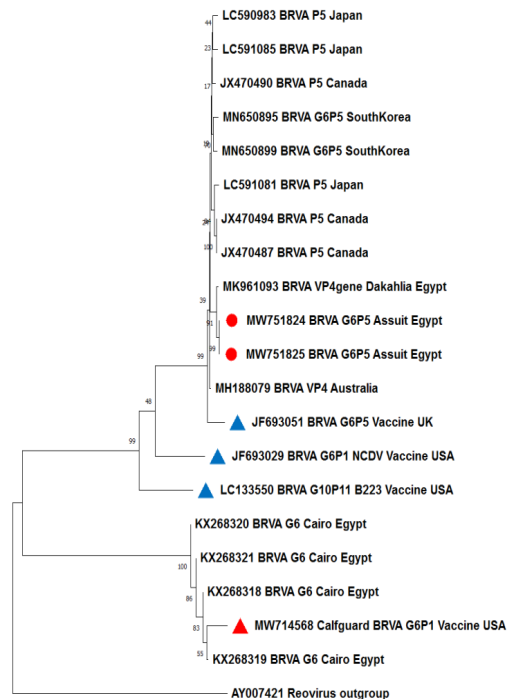 44
LC590983 BRVA P5 Japan
23
LC591085 BRVA P5 Japan
17
JX470490 BRVA P5 Canada
MN650895 BRVA G6P5 SouthKorea
MN650899 BRVA G6P5 SouthKorea
LC591081 BRVA P5 Japan
JX470494 BRVA P5 Canada
100
JX470487 BRVA P5 Canada
MK961093 BRVA VP4gene Dakahlia Egypt
39
91
MW751824 BRVA G6P5 Assuit Egypt
99
MW751825 BRVA G6P5 Assuit Egypt
99
MH188079 BRVA VP4 Australia
48
JF693051 BRVA G6P5 Vaccine UK
99
JF693029 BRVA G6P1 NCDV Vaccine USA
LC133550 BRVA G10P11 B223 Vaccine USA
KX268320 BRVA G6 Cairo Egypt
100
KX268321 BRVA G6 Cairo Egypt
86
KX268318 BRVA G6 Cairo Egypt
83
MW714568 Calfguard BRVA G6P1 Vaccine USA
55
KX268319 BRVA G6 Cairo Egypt
AY007421 Reovirus outgroup